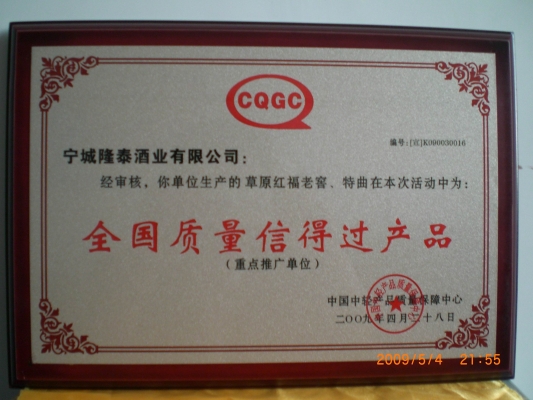 CQGC
编号:[宣]K090030016
宁城隆泰酒业有限公司：
经审核，你单位生产的 草原红福老窖、特曲在本次活动中为：
全国质量信得过产品
（重点推广单位）
中国中轻产品质量保障中心
二〇〇九年四月二十八日
2009/5/4 21:55